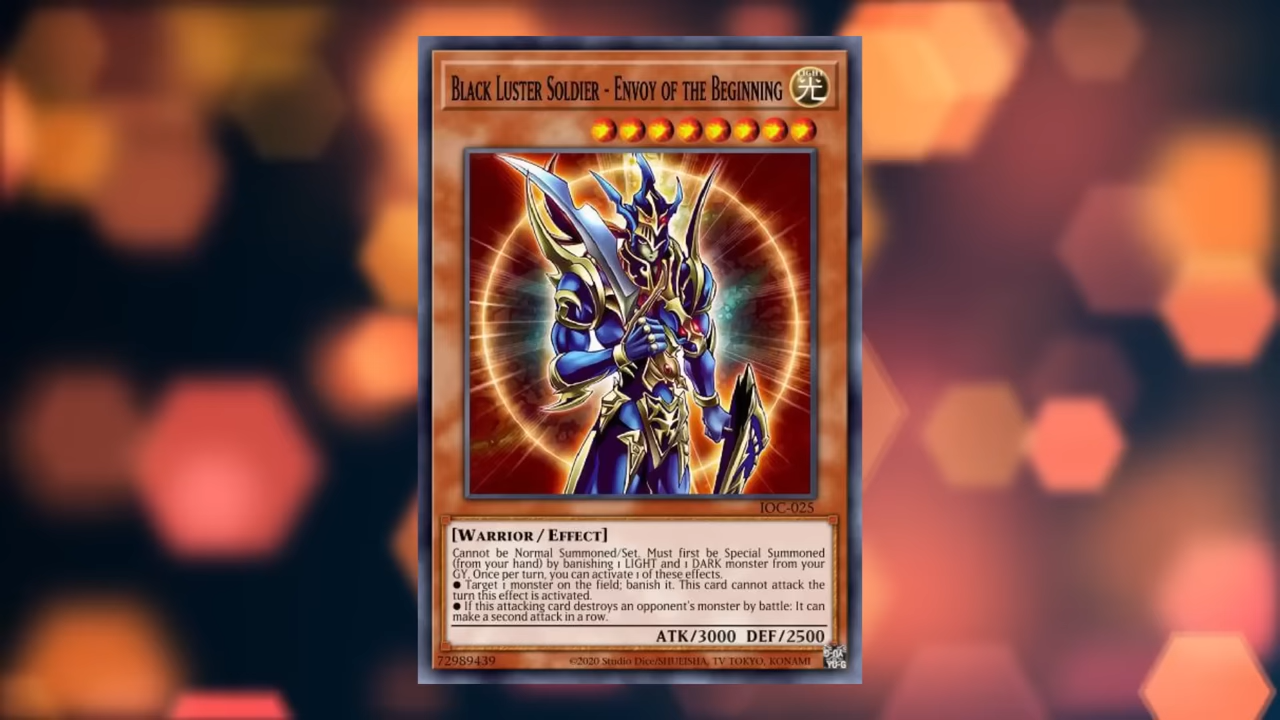 Black Luster Soldier - Envoy of the Beginning
LIGHT
光
IOC-025
[Warrior / Effect]
Cannot be Normal Summoned/Set. Must first be Special Summoned
(from your hand) by banishing 1 LIGHT and 1 DARK monster from your
GY. Once per turn, you can activate 1 of these effects.
● Target 1 monster on the field; banish it. This card cannot attack the
turn this effect is activated.
● If this attacking card destroys an opponent's monster by battle: It can
make a second attack in a row.
ATK/3000 DEF/2500
72989439
©2020 Studio Dice/SHUEISHA, TV TOKYO, KONAMI